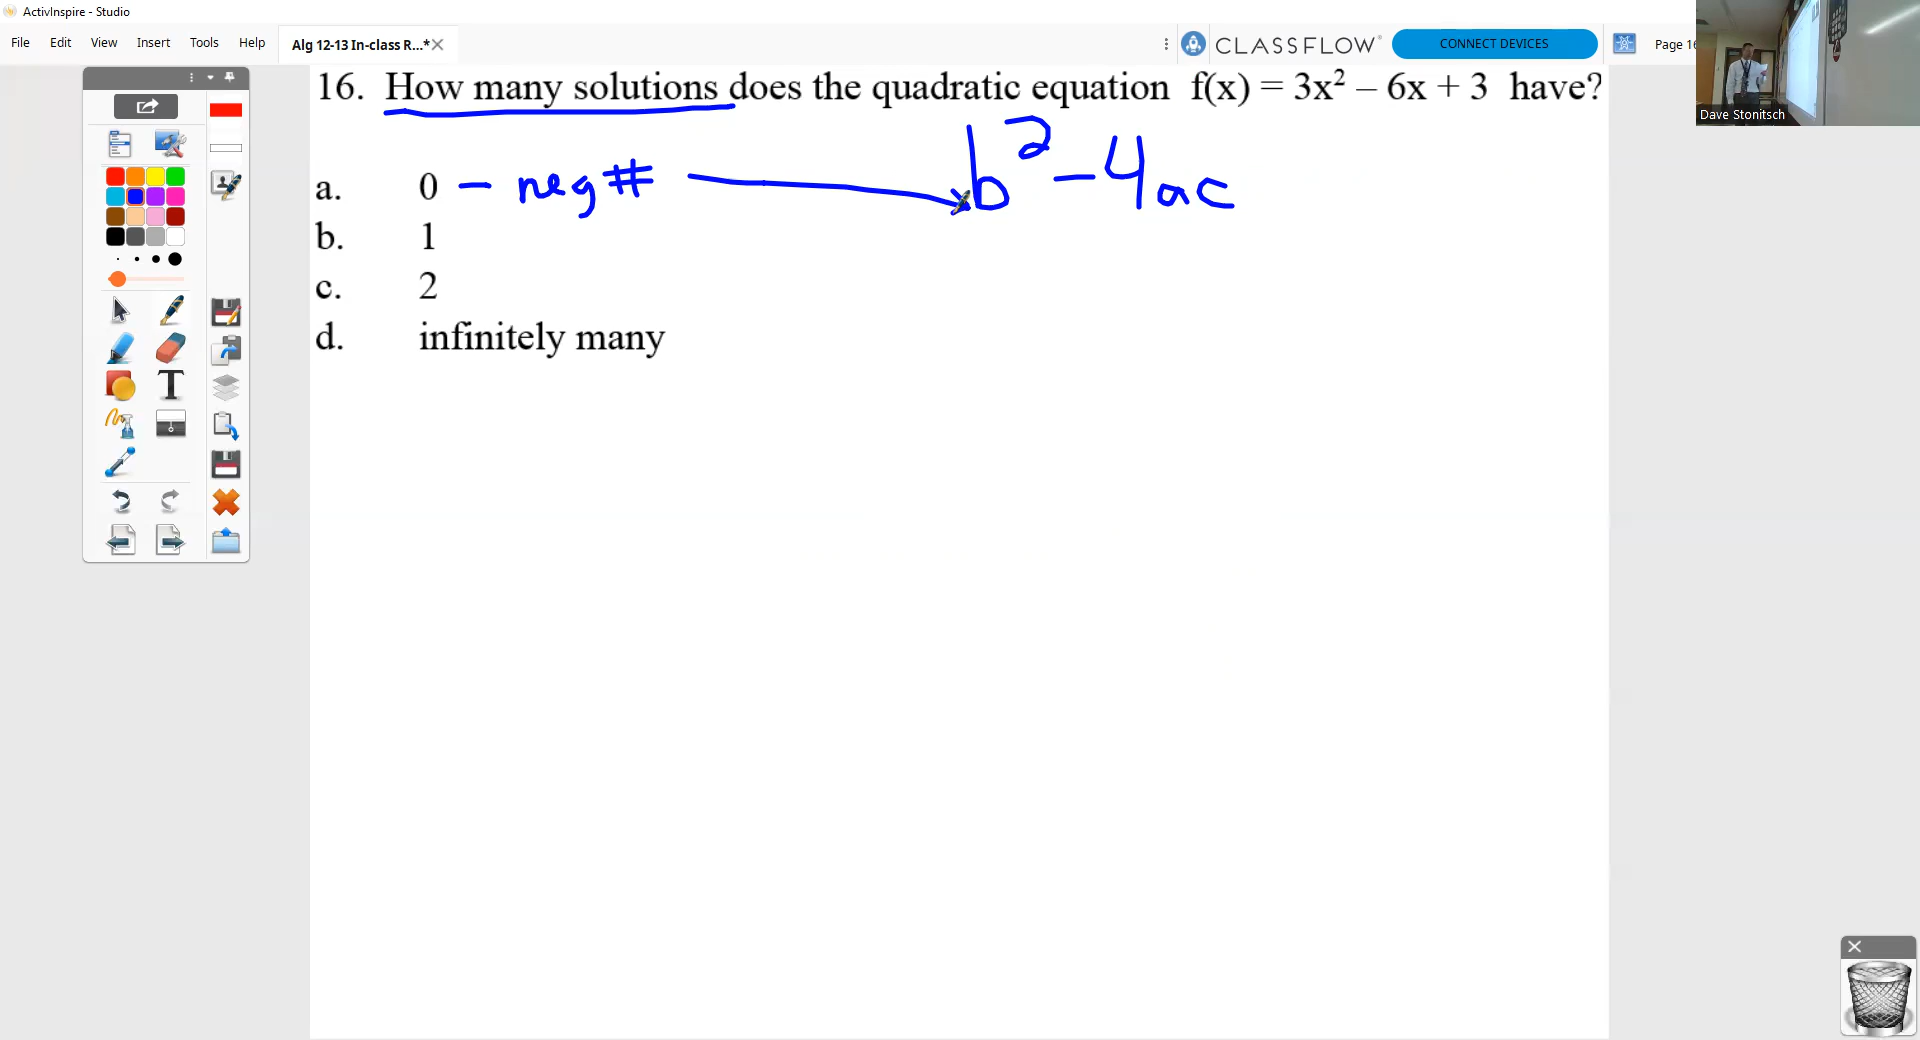 ActivInspire - Studio
File Edit View Insert Tools Help Alg 12-13 In-class R...* CLASSFLOW CONNECT DEVICES Page 16
Dave Stonitsch
16. How many solutions does the quadratic equation f(x) = 3x² – 6x + 3 have?
b² - 4ac
a. 0 - neg #
b. 1
c. 2
d. infinitely many
T